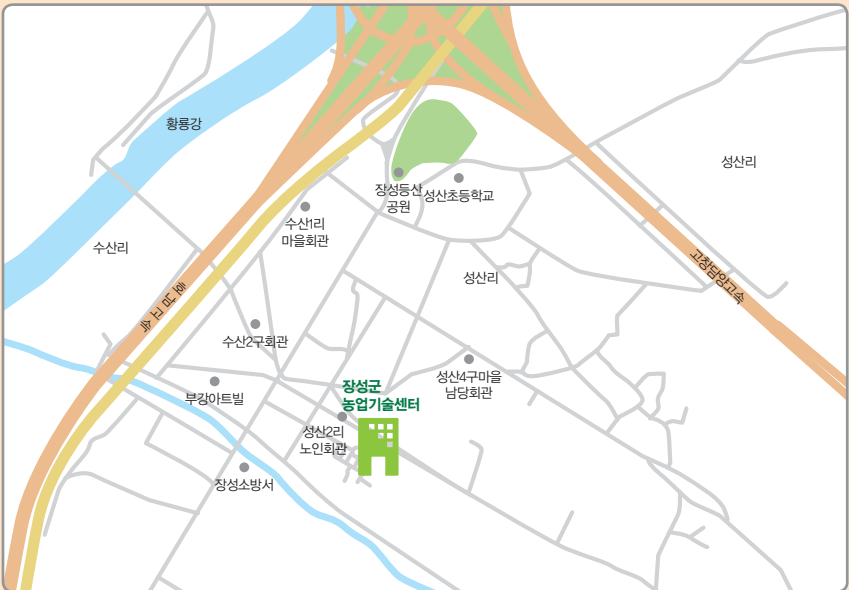 황룡강
성산리
장성등산
공원
성산초등학교
수산1리
마을회관
수산리
성산리
고창담양고속
호남고속
수산2구회관
성산4구마을
남당회관
장성군
농업기술센터
부강아트빌
성산2리
노인회관
장성소방서